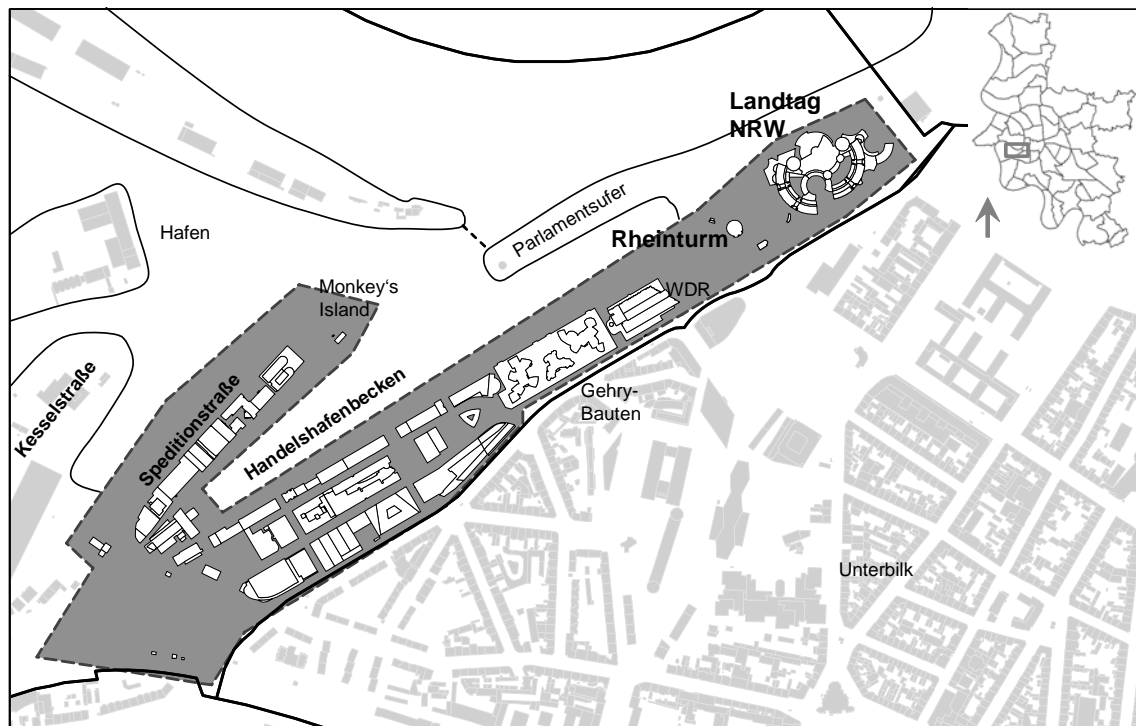 Landtag
NRW
Parlamentsufer
Hafen
Rheinturm
Monkey‘s
Island
WDR
Kesselstraße
Speditionstraße
Handelshafenbecken
Gehry-
Bauten
Unterbilk